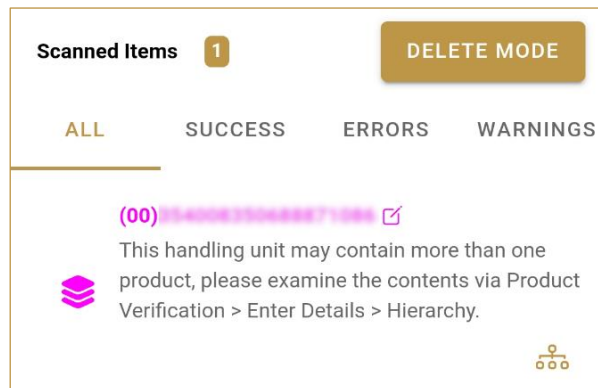 Scanned Items 1 DELETE MODE
ALL SUCCESS ERRORS WARNINGS
(00)
This handling unit may contain more than one
product, please examine the contents via Product
Verification > Enter Details > Hierarchy.